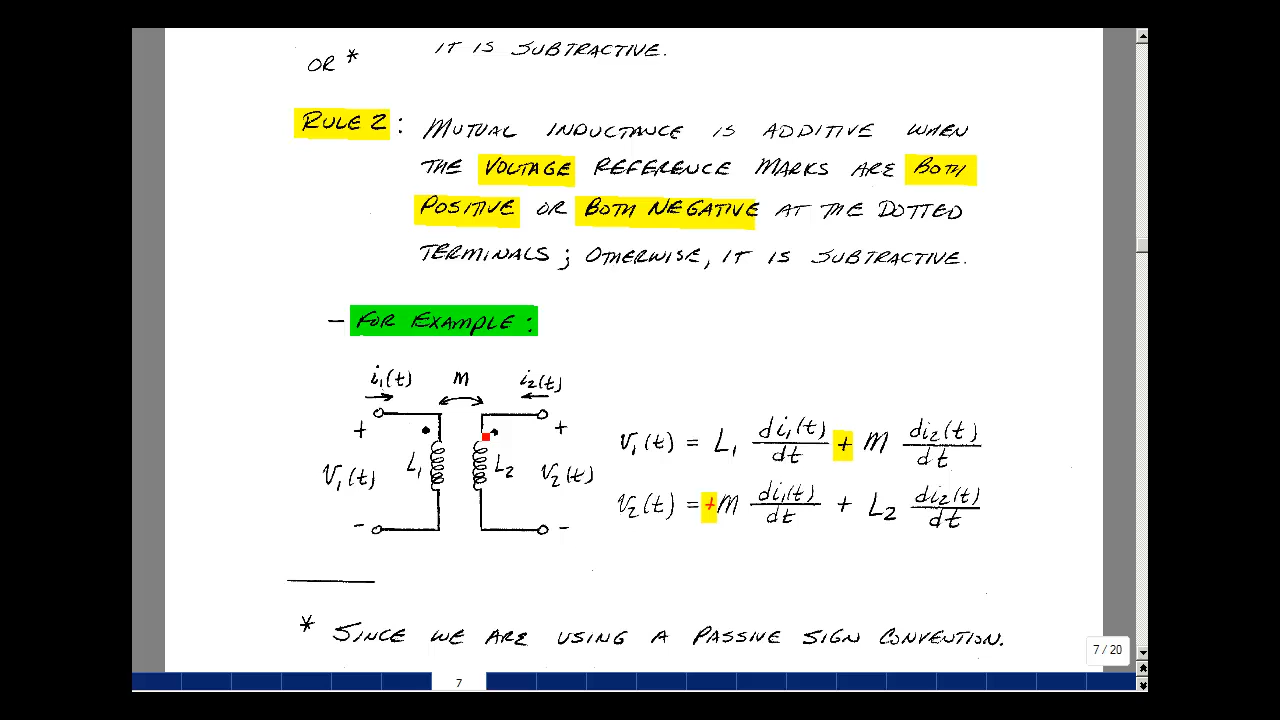 IT IS SUBTRACTIVE.
OR *
RULE 2: MUTUAL INDUCTANCE IS ADDITIVE WHEN
THE VOLTAGE REFERENCE MARKS ARE BOTH
POSITIVE OR BOTH NEGATIVE AT THE DOTTED
TERMINALS; OTHERWISE, IT IS SUBTRACTIVE.
- FOR EXAMPLE:
i1(t) M i2(t)
+ +
V1(t) L1 L2 V2(t)
- -
V1(t) = L1 di1(t)/dt + M di2(t)/dt
V2(t) = +M di1(t)/dt + L2 di2(t)/dt
* SINCE WE ARE USING A PASSIVE SIGN CONVENTION.
7 / 20
7